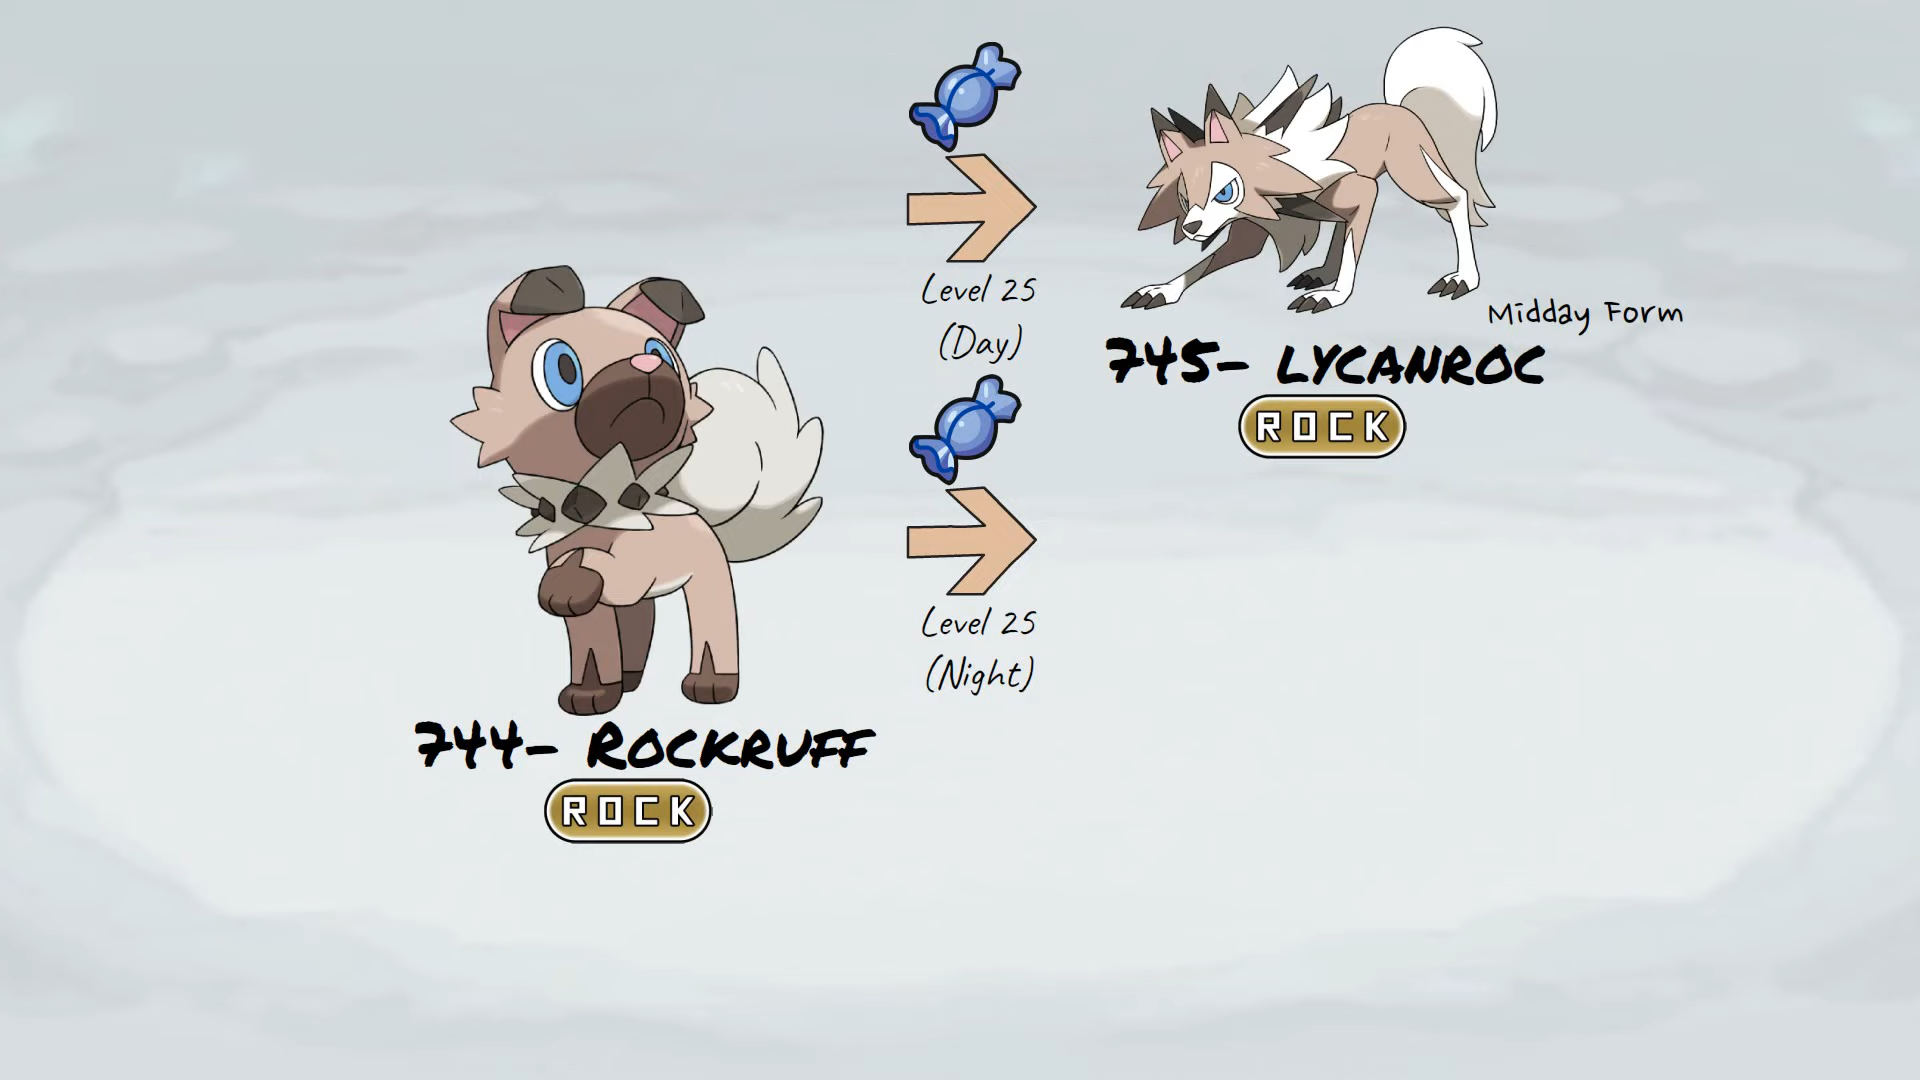 Level 25
(Day)
Midday Form
745- LYCANROC
ROCK
Level 25
(Night)
744- ROCKRUFF
ROCK